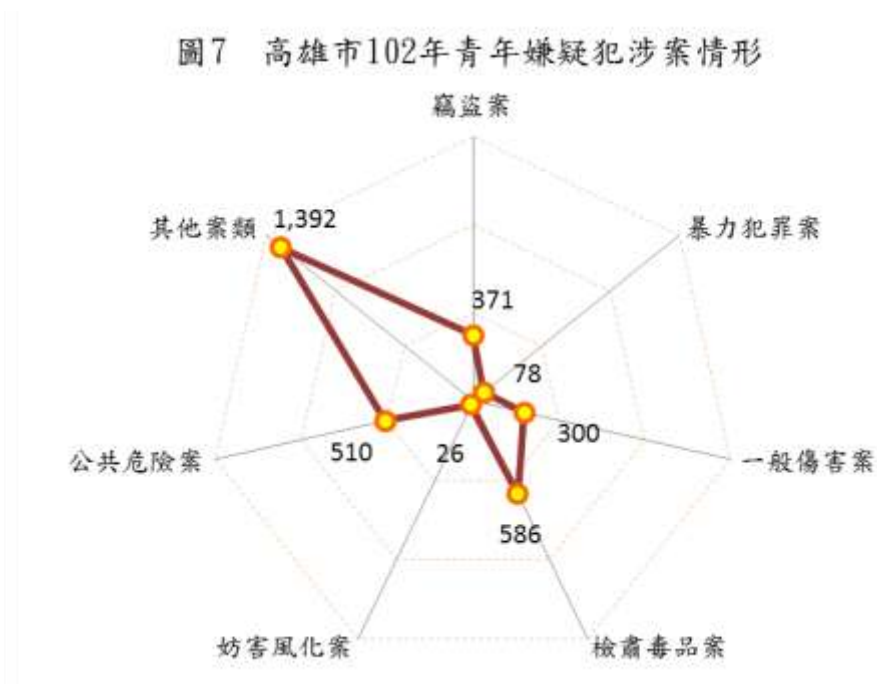 圖7 高雄市102年青年嫌疑犯涉案情形
竊盜案
其他案類
1,392
暴力犯罪案
371
78
300
510
26
公共危險案
一般傷害案
586
妨害風化案
檢肅毒品案